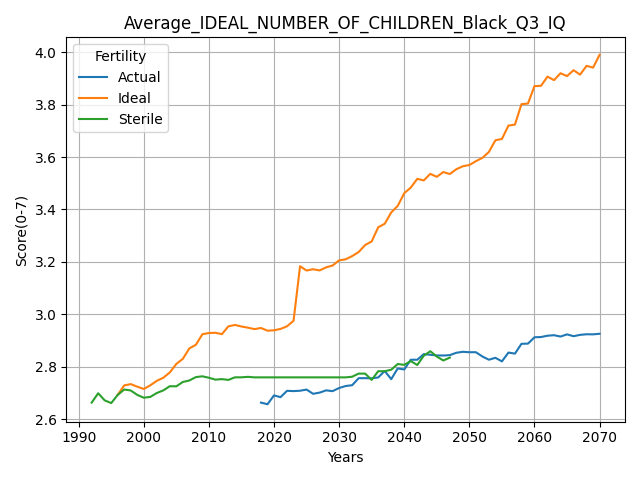 Average_IDEAL_NUMBER_OF_CHILDREN_Black_Q3_IQ
Fertility
Actual
Ideal
Sterile
Score(0-7)
4.0
3.8
3.6
3.4
3.2
3.0
2.8
2.6
1990 2000 2010 2020 2030 2040 2050 2060 2070
Years